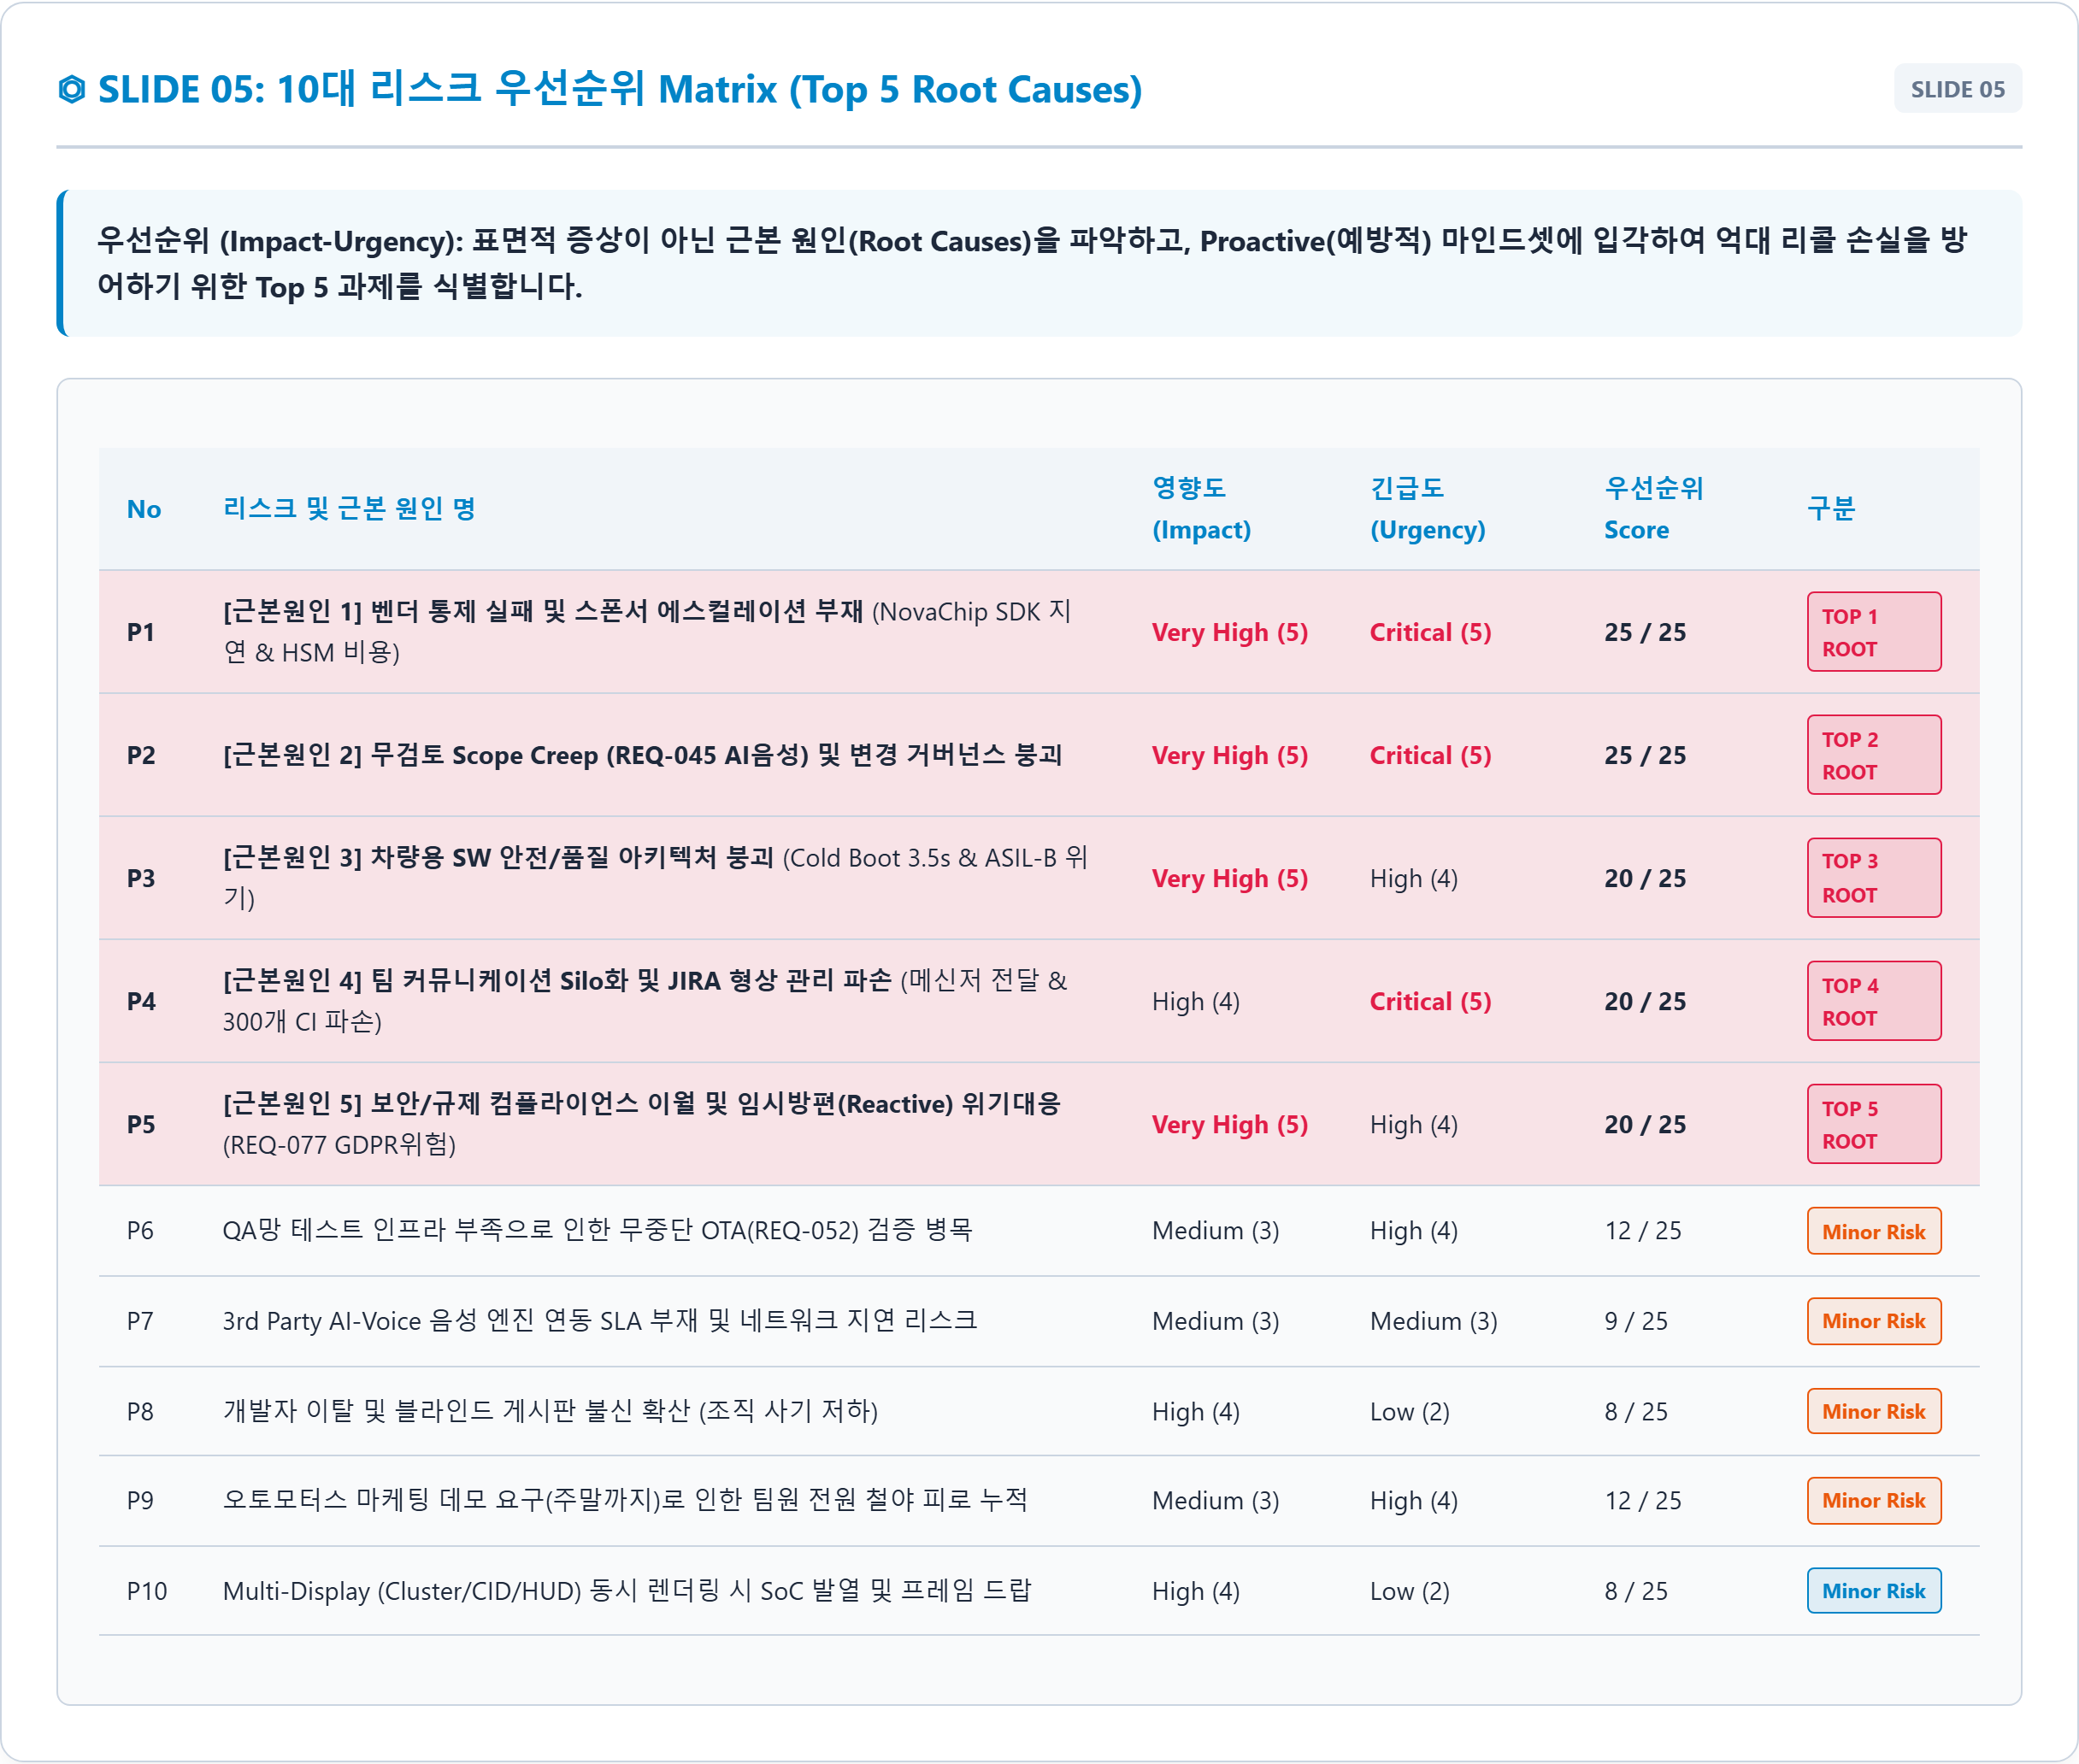 SLIDE 05: 10대 리스크 우선순위 Matrix (Top 5 Root Causes)
SLIDE 05
우선순위 (Impact-Urgency): 표면적 증상이 아닌 근본 원인(Root Causes)을 파악하고, Proactive(예방적) 마인드셋에 입각하여 억대 리콜 손실을 방
어하기 위한 Top 5 과제를 식별합니다.
No 리스크 및 근본 원인 명 영향도 (Impact) 긴급도 (Urgency) 우선순위 Score 구분
P1 [근본원인 1] 벤더 통제 실패 및 스폰서 에스컬레이션 부재 (NovaChip SDK 지
연 & HSM 비용) Very High (5) Critical (5) 25 / 25 TOP 1 ROOT
P2 [근본원인 2] 무검토 Scope Creep (REQ-045 AI음성) 및 변경 거버넌스 붕괴 Very High (5) Critical (5) 25 / 25 TOP 2 ROOT
P3 [근본원인 3] 차량용 SW 안전/품질 아키텍처 붕괴 (Cold Boot 3.5s & ASIL-B 위
기) Very High (5) High (4) 20 / 25 TOP 3 ROOT
P4 [근본원인 4] 팀 커뮤니케이션 Silo화 및 JIRA 형상 관리 파손 (메신저 전달 &
300개 CI 파손) High (4) Critical (5) 20 / 25 TOP 4 ROOT
P5 [근본원인 5] 보안/규제 컴플라이언스 이월 및 임시방편(Reactive) 위기대응
(REQ-077 GDPR위험) Very High (5) High (4) 20 / 25 TOP 5 ROOT
P6 QA망 테스트 인프라 부족으로 인한 무중단 OTA(REQ-052) 검증 병목 Medium (3) High (4) 12 / 25 Minor Risk
P7 3rd Party AI-Voice 음성 엔진 연동 SLA 부재 및 네트워크 지연 리스크 Medium (3) Medium (3) 9 / 25 Minor Risk
P8 개발자 이탈 및 블라인드 게시판 불신 확산 (조직 사기 저하) High (4) Low (2) 8 / 25 Minor Risk
P9 오토모터스 마케팅 데모 요구(주말까지)로 인한 팀원 전원 철야 피로 누적 Medium (3) High (4) 12 / 25 Minor Risk
P10 Multi-Display (Cluster/CID/HUD) 동시 렌더링 시 SoC 발열 및 프레임 드랍 High (4) Low (2) 8 / 25 Minor Risk